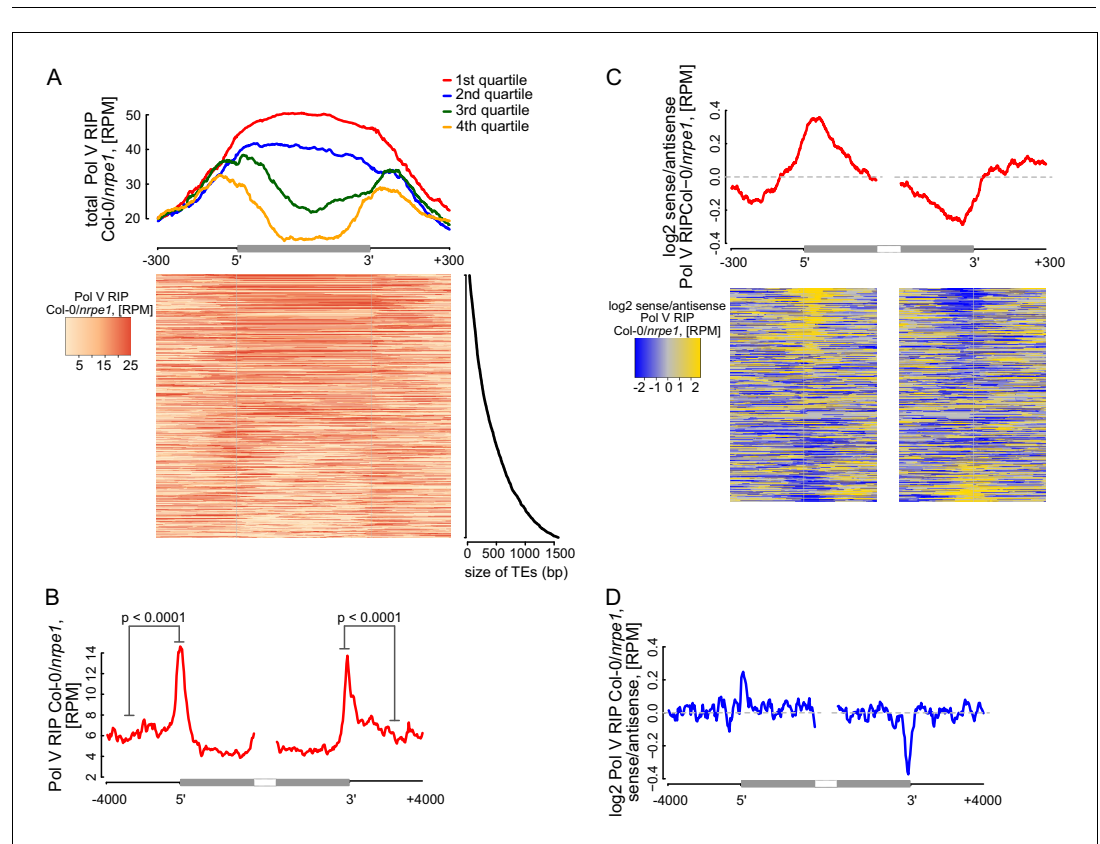 A
total Pol V RIP
Col-0/nrpe1, [RPM]
50
40
30
20
1st quartile
2nd quartile
3rd quartile
4th quartile
-300
5'
3'
+300
Pol V RIP
Col-0/nrpe1, [RPM]
5 15 25
0 500 1000 1500
size of TEs (bp)
B
p < 0.0001
p < 0.0001
Pol V RIP Col-0/nrpe1,
[RPM]
14
12
10
8
6
4
2
-4000
5'
3'
+4000
C
log2 sense/antisense
Pol V RIPCol-0/nrpe1, [RPM]
0.4
0.2
0.0
-0.2
-0.4
-300
5'
3'
+300
log2 sense/antisense
Pol V RIP
Col-0/nrpe1, [RPM]
-2 -1 0 1 2
D
log2 Pol V RIP Col-0/nrpe1,
sense/antisense, [RPM]
0.4
0.2
0.0
-0.2
-0.4
-4000
5'
3'
+4000